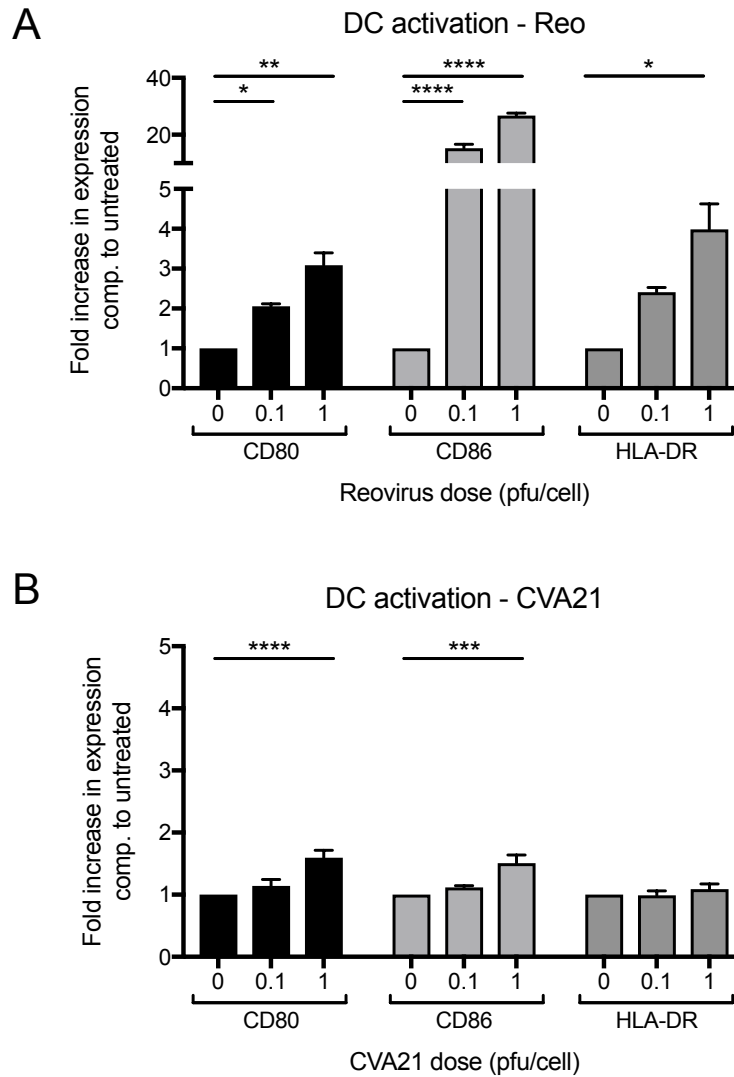 A
DC activation - Reo
Fold increase in expression
comp. to untreated
40
20
5
4
3
2
1
0
**
*
****
****
*
0 0.1 1 0 0.1 1 0 0.1 1
CD80 CD86 HLA-DR
Reovirus dose (pfu/cell)
B
DC activation - CVA21
Fold increase in expression
comp. to untreated
5
4
3
2
1
0
**** ***
0 0.1 1 0 0.1 1 0 0.1 1
CD80 CD86 HLA-DR
CVA21 dose (pfu/cell)